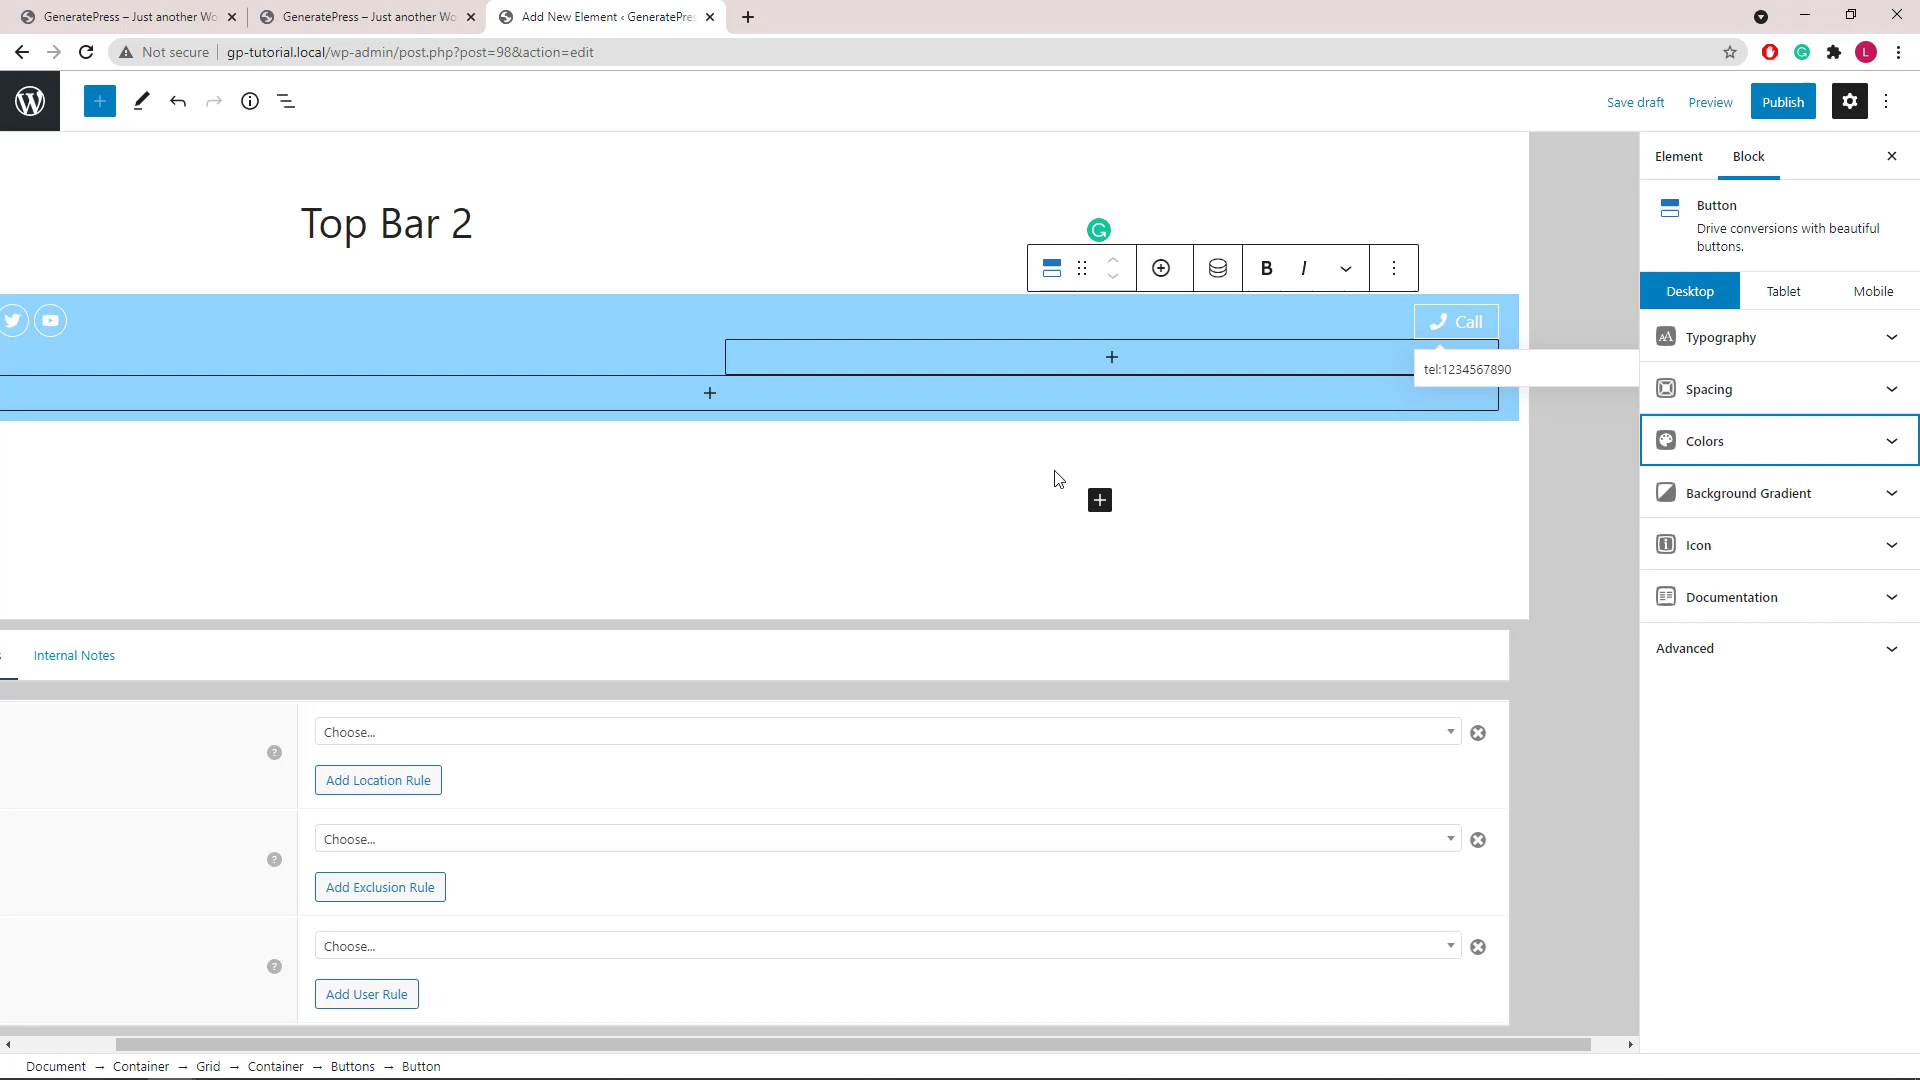 GeneratePress – Just another Wo
GeneratePress – Just another Wo
Add New Element ‹ GeneratePres
Not secure
gp-tutorial.local/wp-admin/post.php?post=98&action=edit
L
Save draft
Preview
Publish
Top Bar 2
B
I
Call
tel:1234567890
Element
Block
Button
Drive conversions with beautiful
buttons.
Desktop
Tablet
Mobile
Typography
Spacing
Colors
Background Gradient
Icon
Documentation
Advanced
s
Internal Notes
Choose...
Add Location Rule
Choose...
Add Exclusion Rule
Choose...
Add User Rule
Document → Container → Grid → Container → Buttons → Button